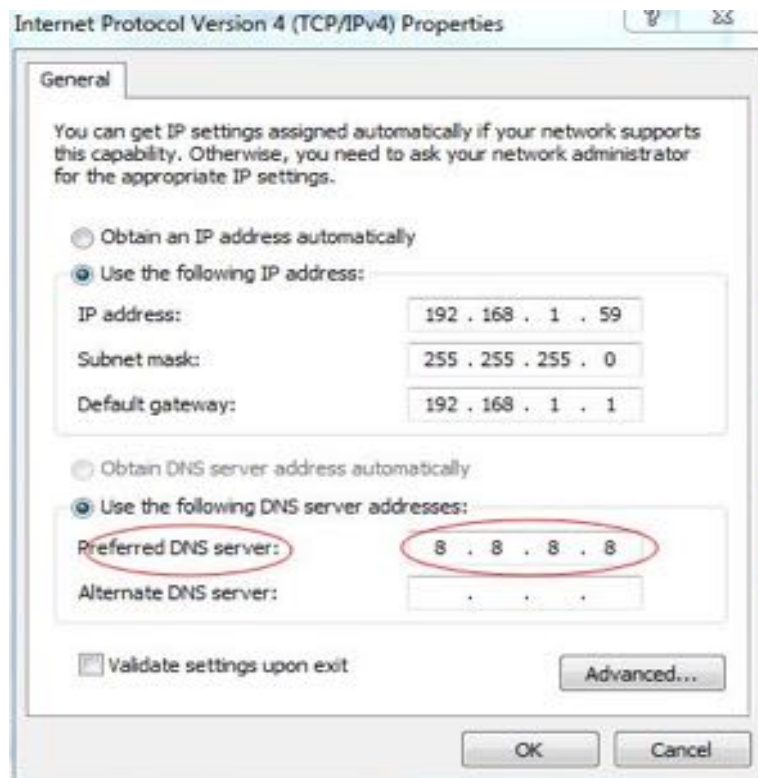 Internet Protocol Version 4 (TCP/IPv4) Properties
General
You can get IP settings assigned automatically if your network supports
this capability. Otherwise, you need to ask your network administrator
for the appropriate IP settings.
Obtain an IP address automatically
Use the following IP address:
IP address: 192 . 168 . 1 . 59
Subnet mask: 255 . 255 . 255 . 0
Default gateway: 192 . 168 . 1 . 1
Obtain DNS server address automatically
Use the following DNS server addresses:
Preferred DNS server: 8 . 8 . 8 . 8
Alternate DNS server: . . .
Validate settings upon exit
Advanced...
OK Cancel